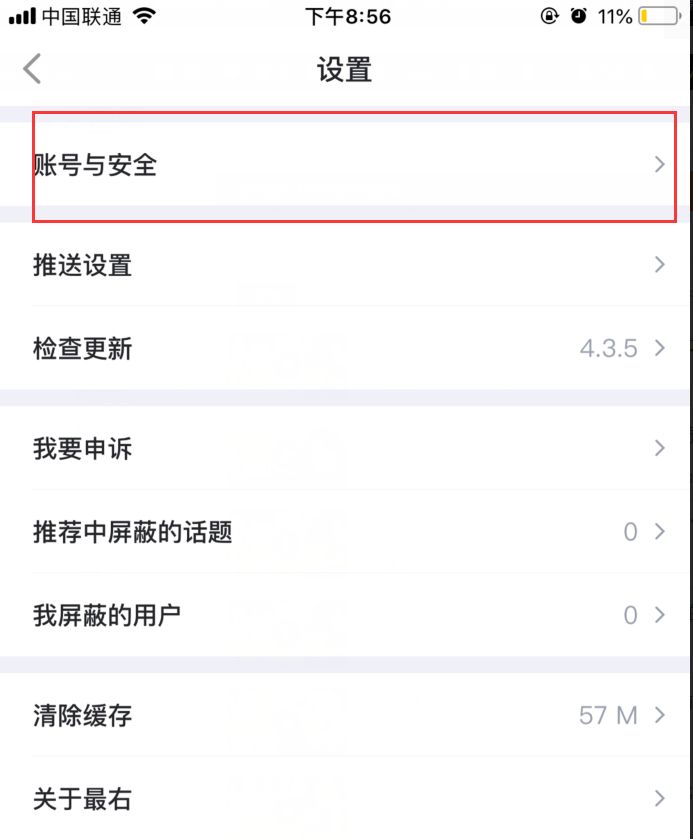 中国联通 下午8:56 11%
设置
账号与安全
推送设置
检查更新 4.3.5
我要申诉
推荐中屏蔽的话题 0
我屏蔽的用户 0
清除缓存 57 M
关于最右